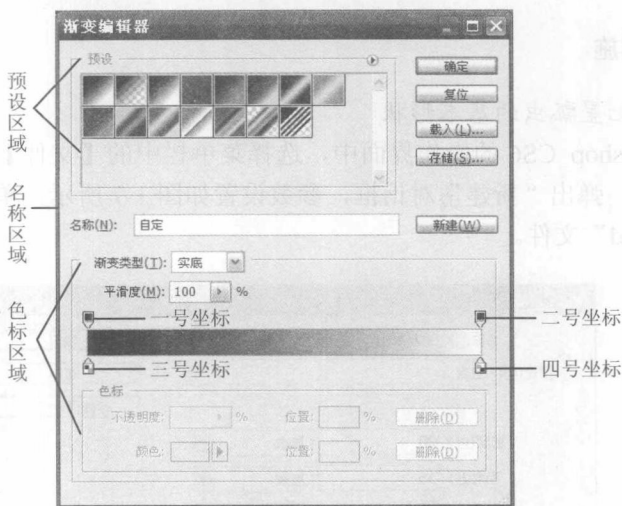 渐变编辑器
预设
确定
复位
载入(L)...
存储(S)...
预设区域
名称区域
名称(N): 自定
新建(W)
渐变类型(T): 实底
平滑度(M): 100 %
色标区域
一号坐标
二号坐标
三号坐标
四号坐标
色标
不透明度: % 位置: % 删除(D)
颜色: 位置: % 删除(D)